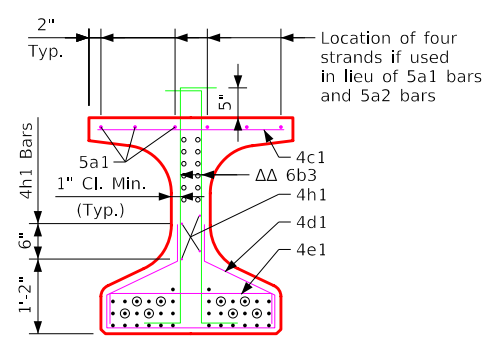 2"
Typ.
Location of four
strands if used
in lieu of 5a1 bars
and 5a2 bars
5"
4h1 Bars
5a1
4c1
1" Cl. Min.
(Typ.)
ΔΔ 6b3
4h1
4d1
6"
4e1
1'-2"